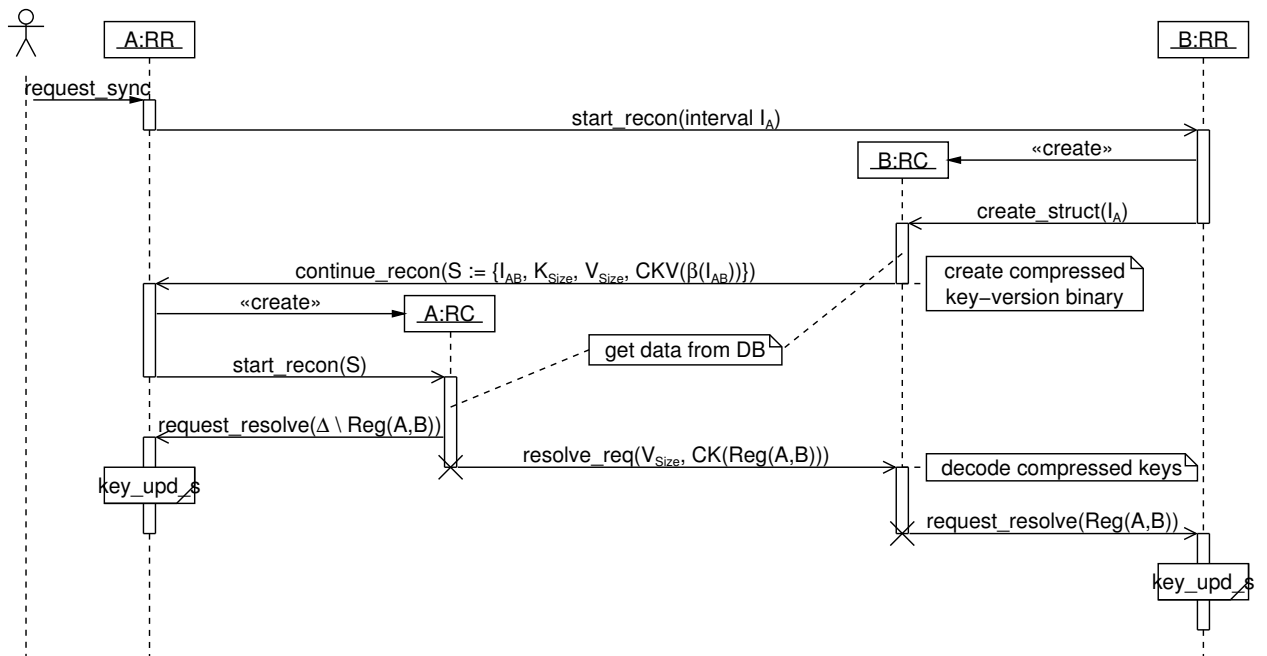 A:RR
B:RR
request_sync
start_recon(interval I_A)
«create»
B:RC
create_struct(I_A)
continue_recon(S := {I_AB, K_Size, V_Size, CKV(β(I_AB))})
create compressed
key−version binary
«create»
A:RC
get data from DB
start_recon(S)
request_resolve(Δ \ Reg(A,B))
resolve_req(V_Size, CK(Reg(A,B)))
decode compressed keys
key_upd_s
request_resolve(Reg(A,B))
key_upd_s